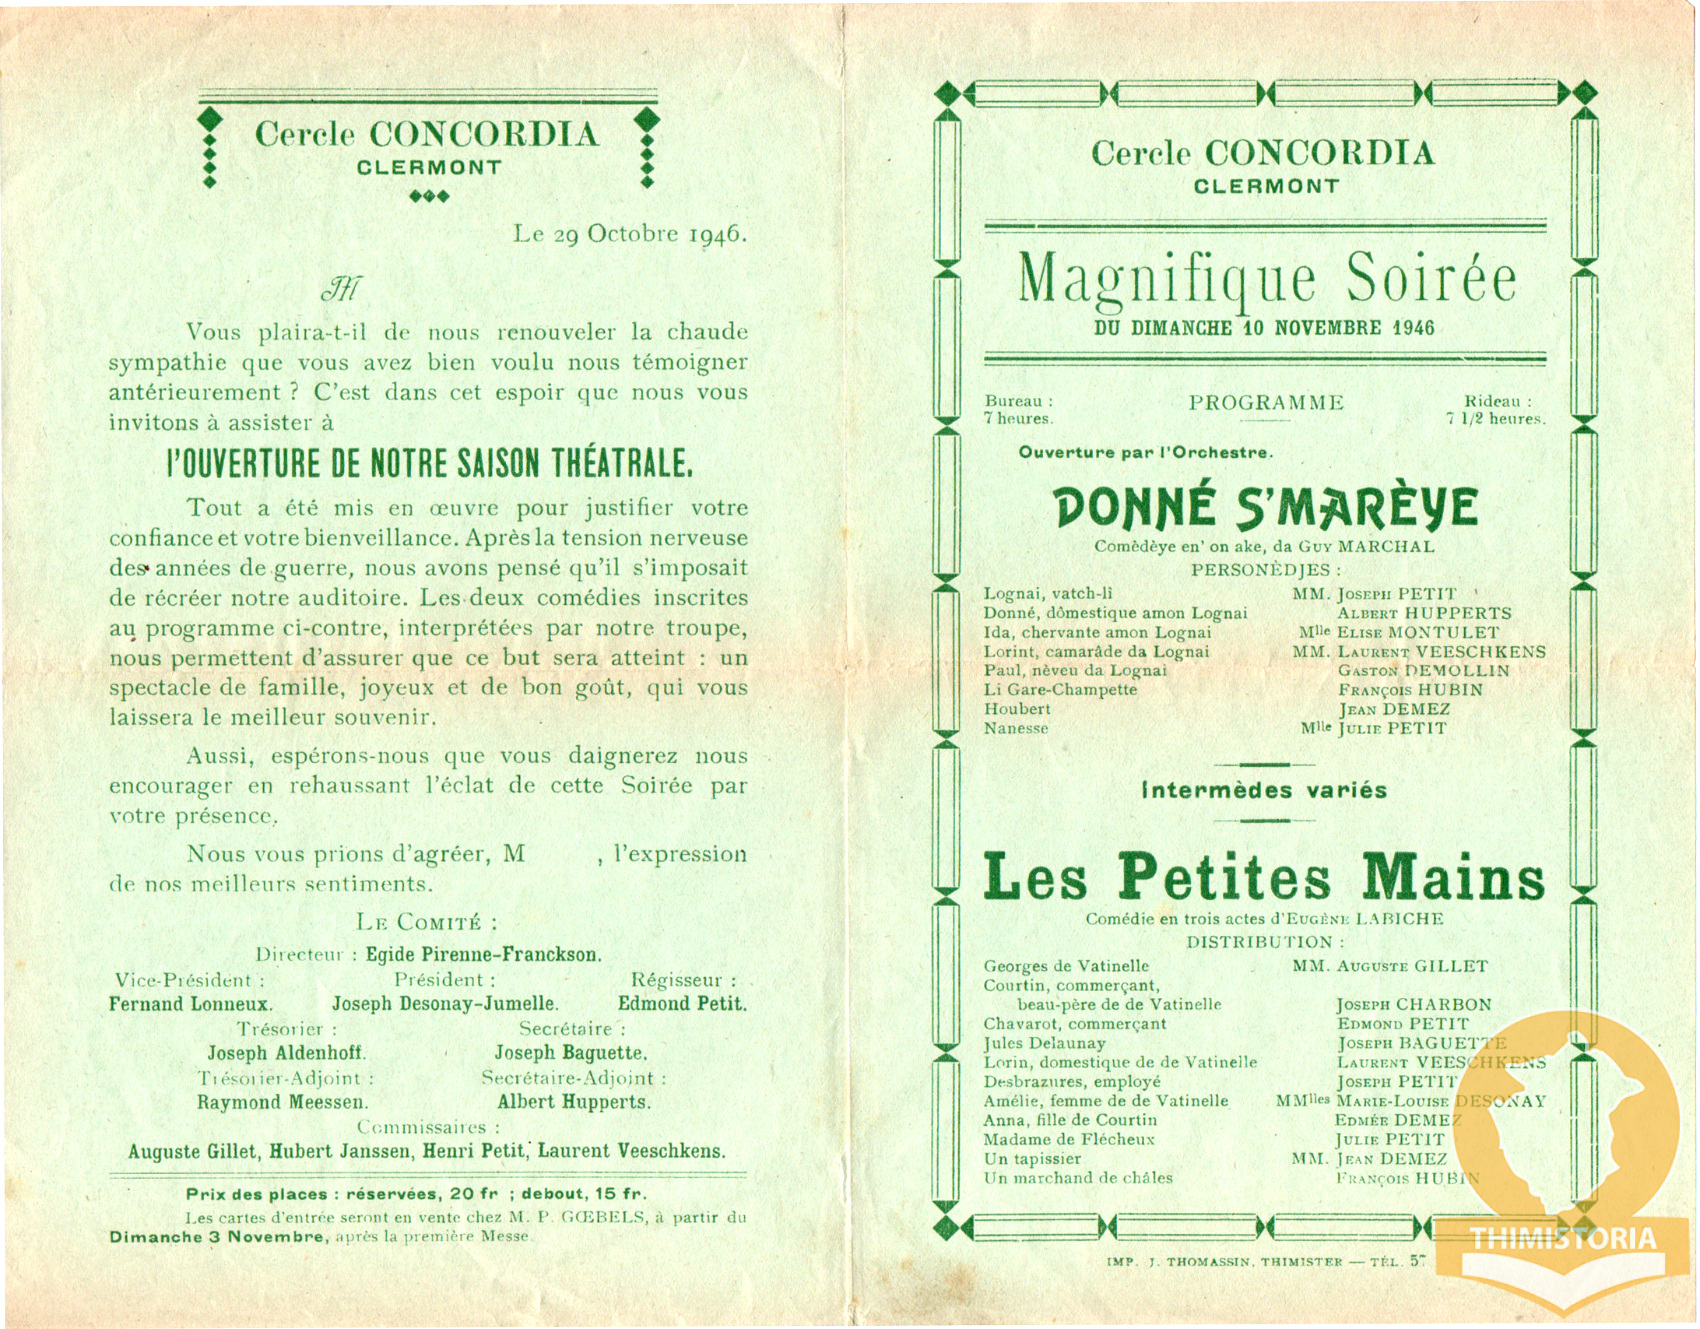 Cercle CONCORDIA
CLERMONT
Le 29 Octobre 1946.
M
Vous plaira-t-il de nous renouveler la chaude
sympathie que vous avez bien voulu nous témoigner
antérieurement ? C'est dans cet espoir que nous vous
invitons à assister à
l'OUVERTURE DE NOTRE SAISON THÉATRALE.
Tout a été mis en œuvre pour justifier votre
confiance et votre bienveillance. Après la tension nerveuse
des années de guerre, nous avons pensé qu'il s'imposait
de récréer notre auditoire. Les deux comédies inscrites
au programme ci-contre, interprétées par notre troupe,
nous permettent d'assurer que ce but sera atteint : un
spectacle de famille, joyeux et de bon goût, qui vous
laissera le meilleur souvenir.
Aussi, espérons-nous que vous daignerez nous
encourager en rehaussant l'éclat de cette Soirée par
votre présence.
Nous vous prions d'agréer, M , l'expression
de nos meilleurs sentiments.
LE COMITÉ :
Directeur : Egide Pirenne-Franckson.
Vice-Président : Président : Régisseur :
Fernand Lonneux. Joseph Desonay-Jumelle. Edmond Petit.
Trésorier : Secrétaire :
Joseph Aldenhoff. Joseph Baguette.
Trésorier-Adjoint : Secrétaire-Adjoint :
Raymond Meessen. Albert Hupperts.
Commissaires :
Auguste Gillet, Hubert Janssen, Henri Petit, Laurent Veeschkens.
Prix des places : réservées, 20 fr ; debout, 15 fr.
Les cartes d'entrée seront en vente chez M. P. GŒBELS, à partir du
Dimanche 3 Novembre, après la première Messe.
Cercle CONCORDIA
CLERMONT
Magnifique Soirée
DU DIMANCHE 10 NOVEMBRE 1946
Bureau : PROGRAMME Rideau :
7 heures. 7 1/2 heures.
Ouverture par l'Orchestre.
DONNÉ S'MARÈYE
Comèdèye en' on ake, da GUY MARCHAL
PERSONÈDJES :
Lognai, vatch-lî MM. JOSEPH PETIT
Donné, dômestique amon Lognai ALBERT HUPPERTS
Ida, chervante amon Lognai Mlle ELISE MONTULET
Lorint, camarâde da Lognai MM. LAURENT VEESCHKENS
Paul, nèveu da Lognai GASTON DEMOLLIN
Li Gare-Champette FRANÇOIS HUBIN
Houbert JEAN DEMEZ
Nanesse Mlle JULIE PETIT
Intermèdes variés
Les Petites Mains
Comédie en trois actes d'EUGÈNE LABICHE
DISTRIBUTION :
Georges de Vatinelle MM. AUGUSTE GILLET
Courtin, commerçant,
beau-père de de Vatinelle JOSEPH CHARBON
Chavarot, commerçant EDMOND PETIT
Jules Delaunay JOSEPH BAGUETTE
Lorin, domestique de de Vatinelle LAURENT VEESCHKENS
Desbrazures, employé JOSEPH PETIT
Amélie, femme de de Vatinelle MMlles MARIE-LOUISE DESONAY
Anna, fille de Courtin EDMÉE DEMEZ
Madame de Flécheux JULIE PETIT
Un tapissier MM. JEAN DEMEZ
Un marchand de châles FRANÇOIS HUBIN
IMP. J. THOMASSIN, THIMISTER — TÉL. 57
THIMISTORIA